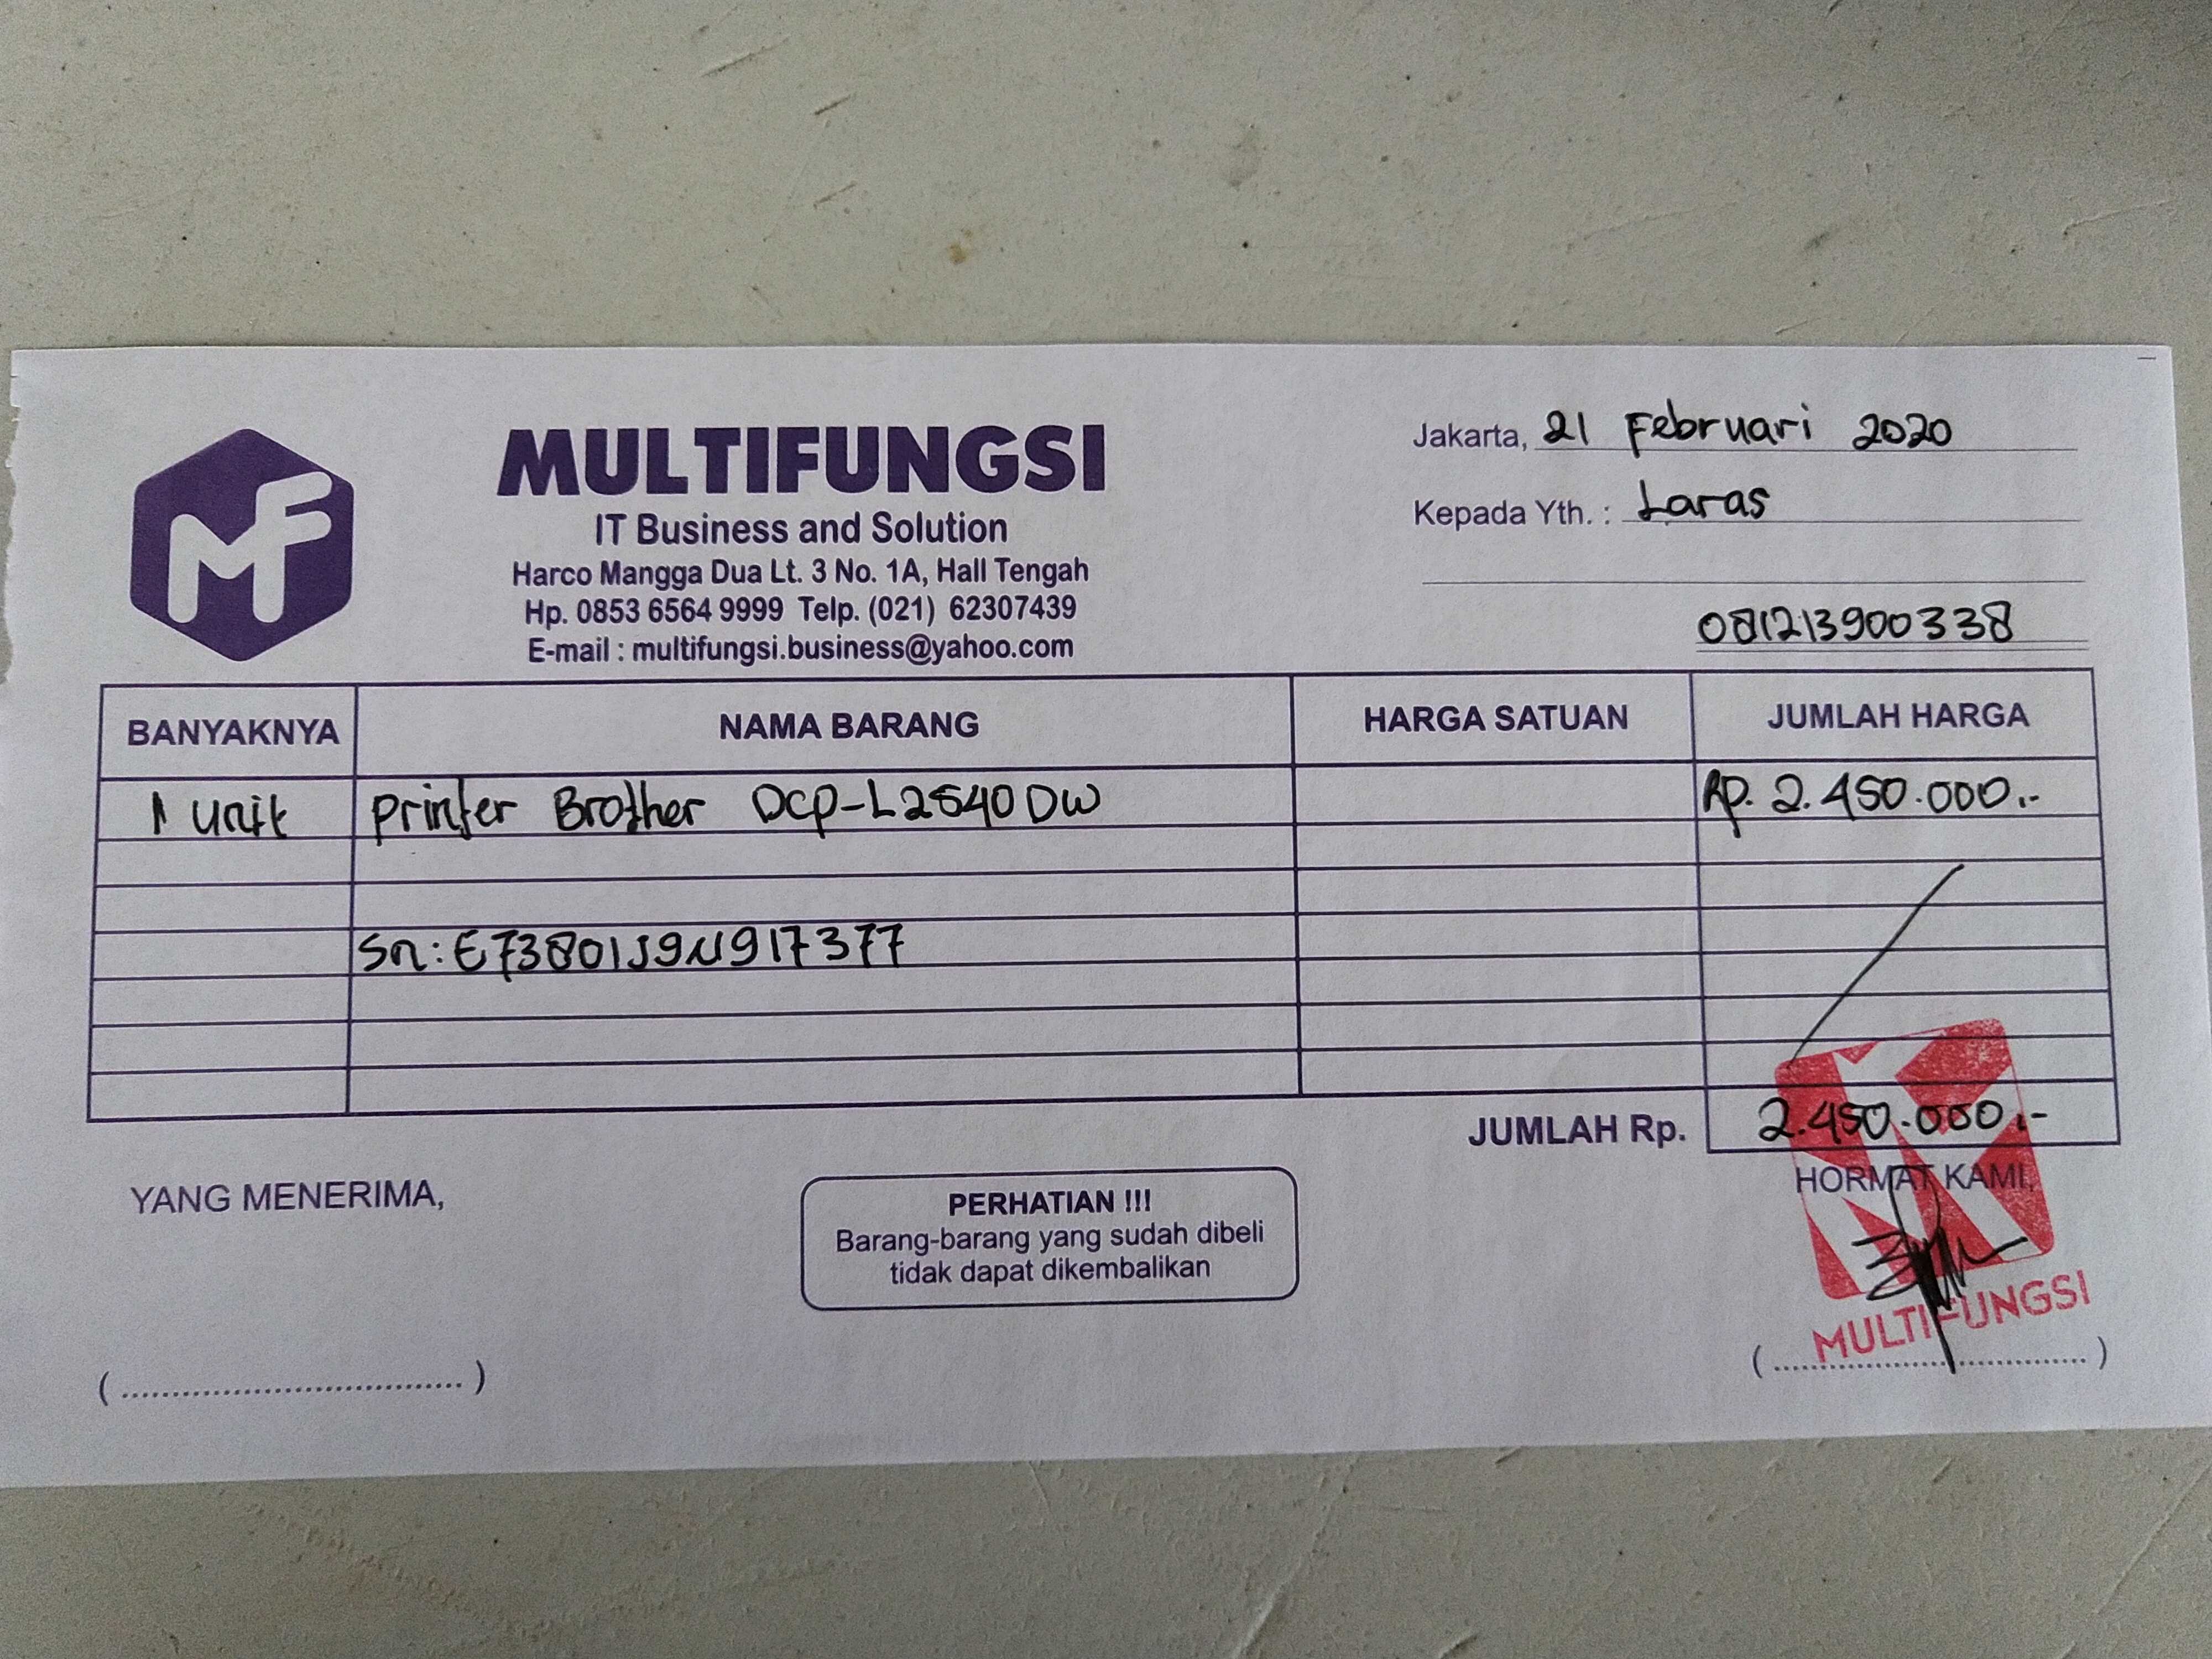 MF
MULTIFUNGSI
IT Business and Solution
Harco Mangga Dua Lt. 3 No. 1A, Hall Tengah
Hp. 0853 6564 9999 Telp. (021) 62307439
E-mail : multifungsi.business@yahoo.com
Jakarta, 21 Februari 2020
Kepada Yth. : Laras
081213900338
BANYAKNYA NAMA BARANG HARGA SATUAN JUMLAH HARGA
1 unit printer Brother DCP-L2540DW Rp. 2.450.000.-
Sn: E73801J9N917377
JUMLAH Rp. 2.450.000.-
YANG MENERIMA,
PERHATIAN !!!
Barang-barang yang sudah dibeli
tidak dapat dikembalikan
HORMAT KAMI,
MULTIFUNGSI
(................................)
(................................)